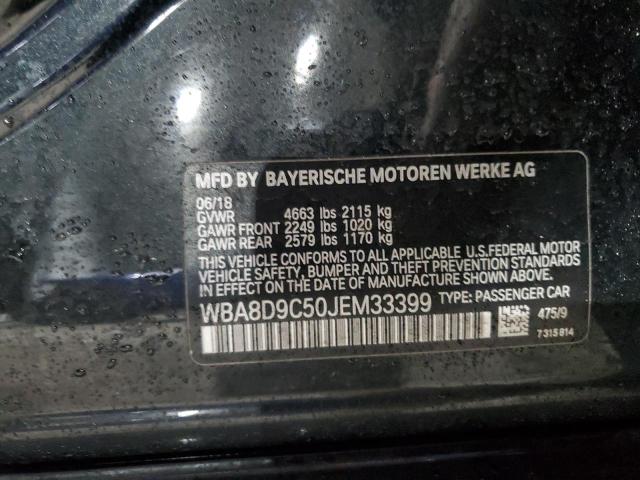 MFD BY BAYERISCHE MOTOREN WERKE AG
06/18
GVWR 4663 lbs 2115 kg
GAWR FRONT 2249 lbs 1020 kg
GAWR REAR 2579 lbs 1170 kg
THIS VEHICLE CONFORMS TO ALL APPLICABLE U.S.FEDERAL MOTOR
VEHICLE SAFETY, BUMPER AND THEFT PREVENTION STANDARDS
IN EFFECT ON THE DATE OF MANUFACTURE SHOWN ABOVE.
WBA8D9C50JEM33399 TYPE: PASSENGER CAR
475/9
7315814